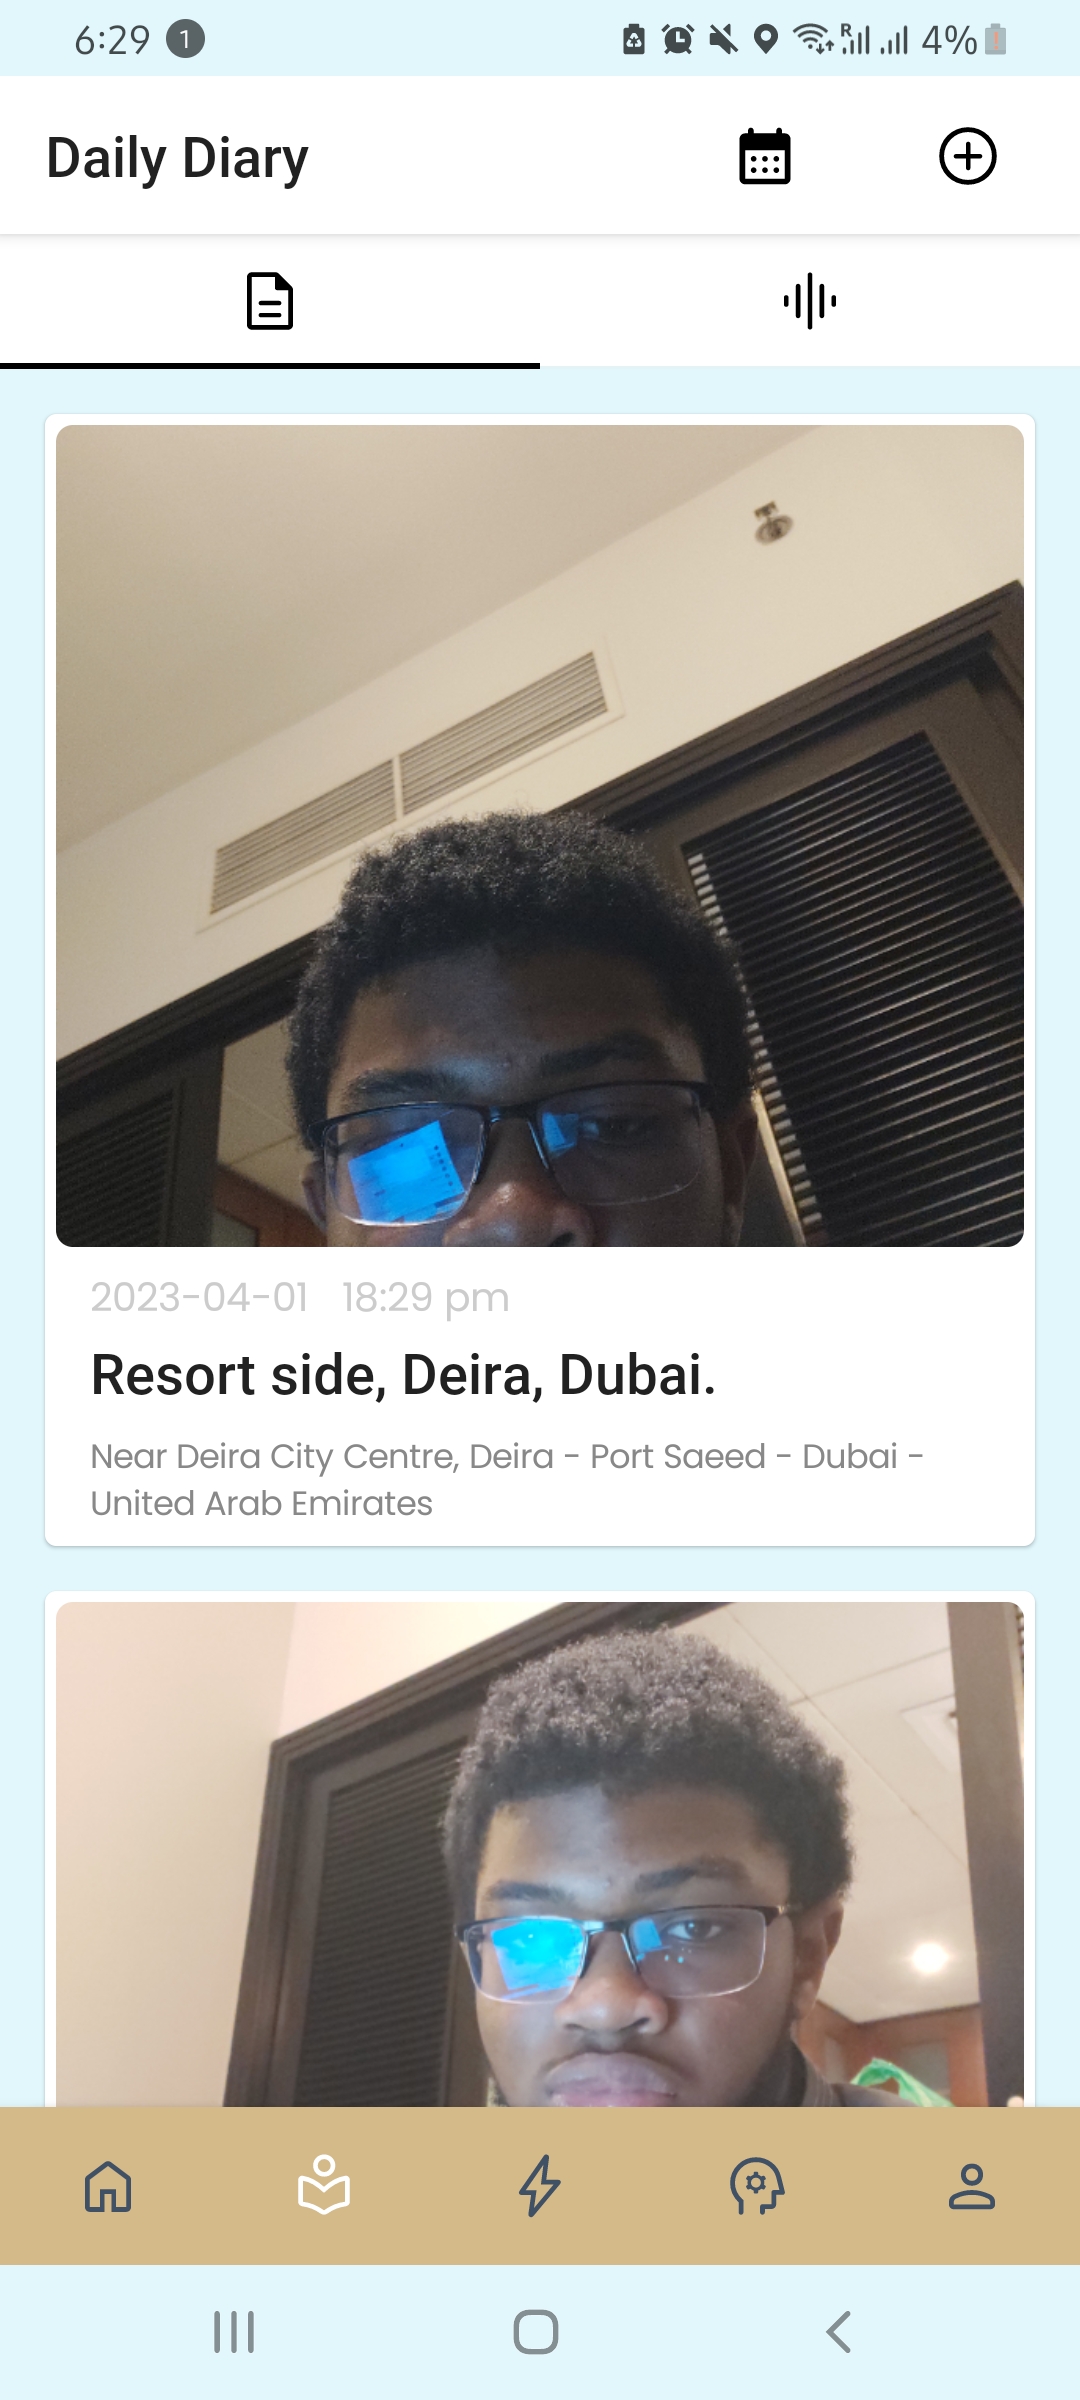 6:29 1 R 4%
Daily Diary
2023-04-01 18:29 pm
Resort side, Deira, Dubai.
Near Deira City Centre, Deira - Port Saeed - Dubai -
United Arab Emirates